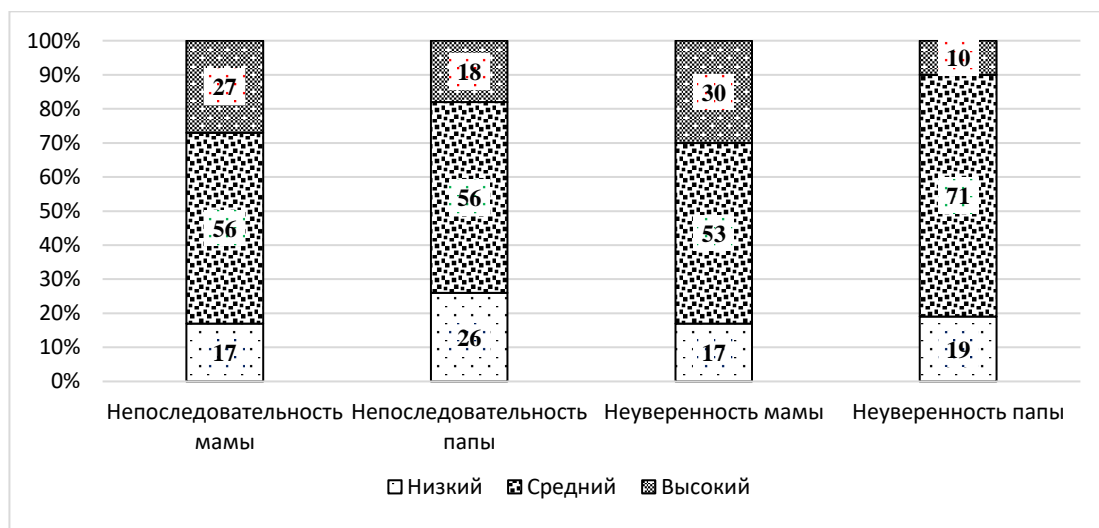 100%
90%
80%
70%
60%
50%
40%
30%
20%
10%
0%
27
56
17
18
56
26
30
53
17
10
71
19
Непоследовательность
мамы
Непоследовательность
папы
Неуверенность мамы
Неуверенность папы
Низкий
Средний
Высокий